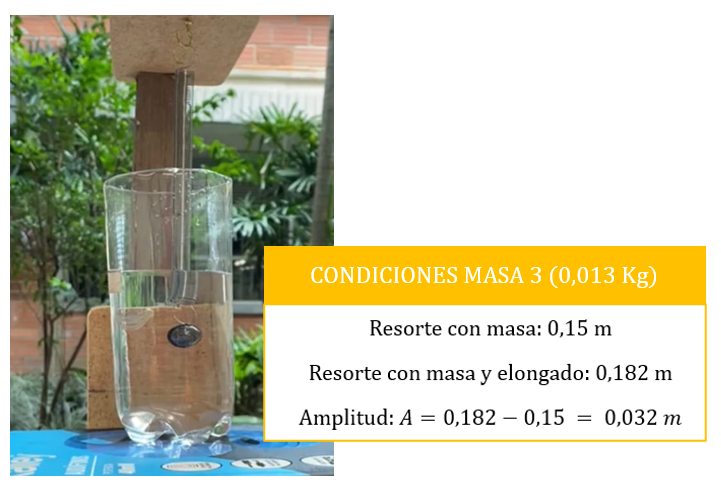 CONDICIONES MASA 3 (0,013 Kg)
Resorte con masa: 0,15 m
Resorte con masa y elongado: 0,182 m
Amplitud: A = 0,182 − 0,15 = 0,032 m